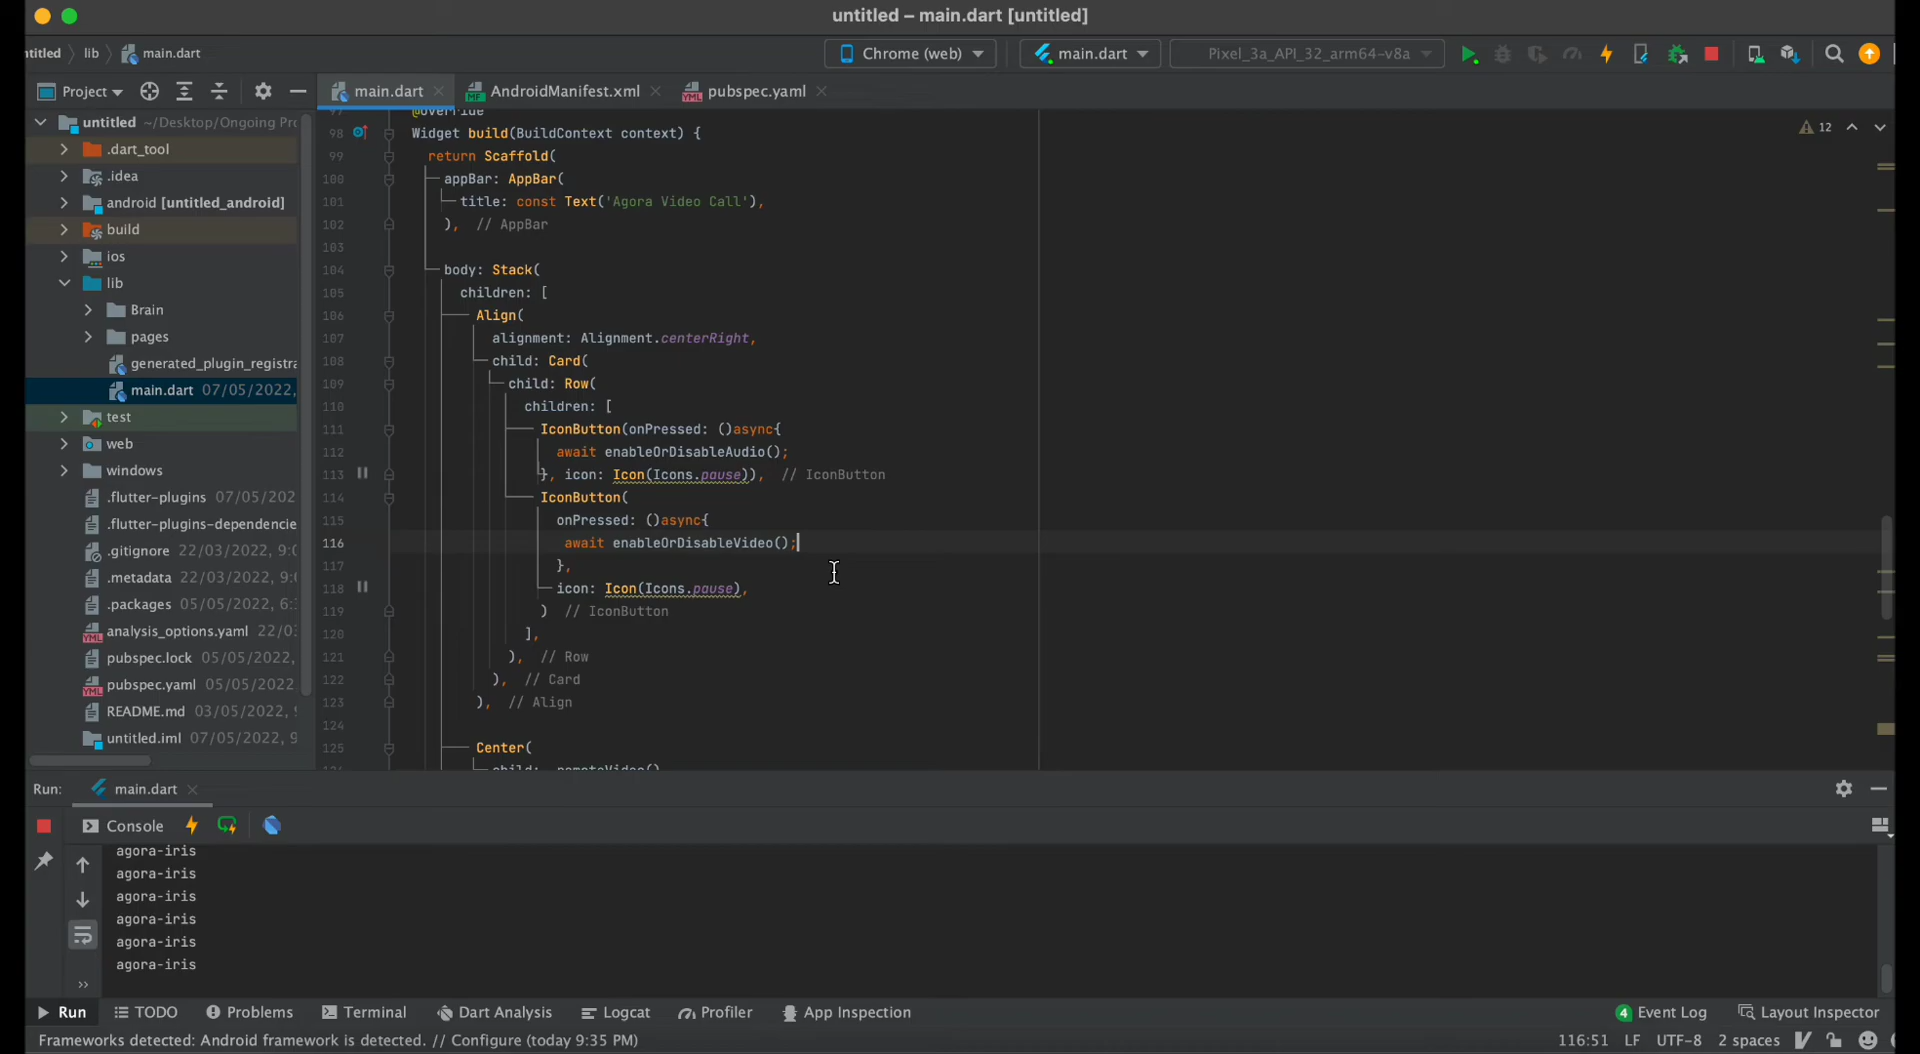 untitled – main.dart [untitled]
ntitled lib main.dart
Chrome (web) main.dart Pixel_3a_API_32_arm64-v8a
Project main.dart AndroidManifest.xml pubspec.yaml
untitled ~/Desktop/Ongoing Pro
.dart_tool
.idea
android [untitled_android]
build
ios
lib
Brain
pages
generated_plugin_registra
main.dart 07/05/2022,
test
web
windows
.flutter-plugins 07/05/202
.flutter-plugins-dependencie
.gitignore 22/03/2022, 9:0
.metadata 22/03/2022, 9:0
.packages 05/05/2022, 6:3
analysis_options.yaml 22/03
pubspec.lock 05/05/2022,
pubspec.yaml 05/05/2022,
README.md 03/05/2022, 9
untitled.iml 07/05/2022, 9
12
97 @override
98 Widget build(BuildContext context) {
99 return Scaffold(
100 appBar: AppBar(
101 title: const Text('Agora Video Call'),
102 ), // AppBar
103
104 body: Stack(
105 children: [
106 Align(
107 alignment: Alignment.centerRight,
108 child: Card(
109 child: Row(
110 children: [
111 IconButton(onPressed: ()async{
112 await enableOrDisableAudio();
113 }, icon: Icon(Icons.pause)), // IconButton
114 IconButton(
115 onPressed: ()async{
116 await enableOrDisableVideo();
117 },
118 icon: Icon(Icons.pause),
119 ) // IconButton
120 ],
121 ), // Row
122 ), // Card
123 ), // Align
124
125 Center(
child: remoteVideo()
Run: main.dart
Console
agora-iris
agora-iris
agora-iris
agora-iris
agora-iris
agora-iris
Run TODO Problems Terminal Dart Analysis Logcat Profiler App Inspection 4 Event Log Layout Inspector
Frameworks detected: Android framework is detected. // Configure (today 9:35 PM) 116:51 LF UTF-8 2 spaces